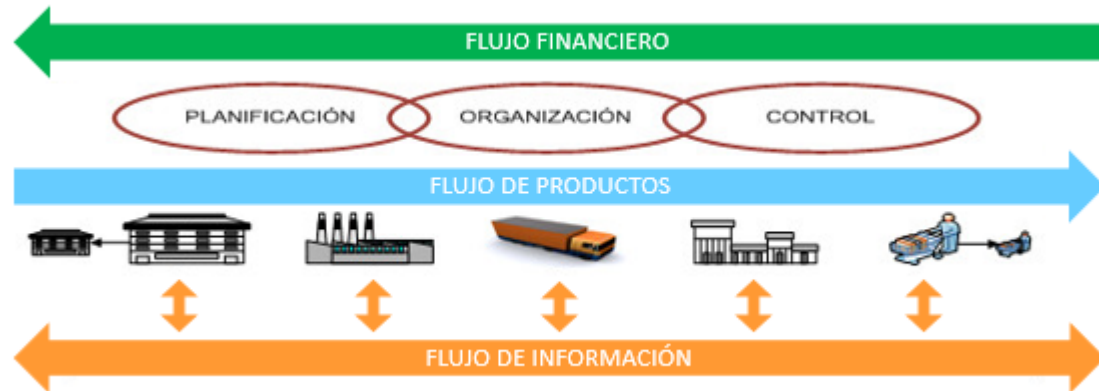 FLUJO FINANCIERO
PLANIFICACIÓN ORGANIZACIÓN CONTROL
FLUJO DE PRODUCTOS
FLUJO DE INFORMACIÓN